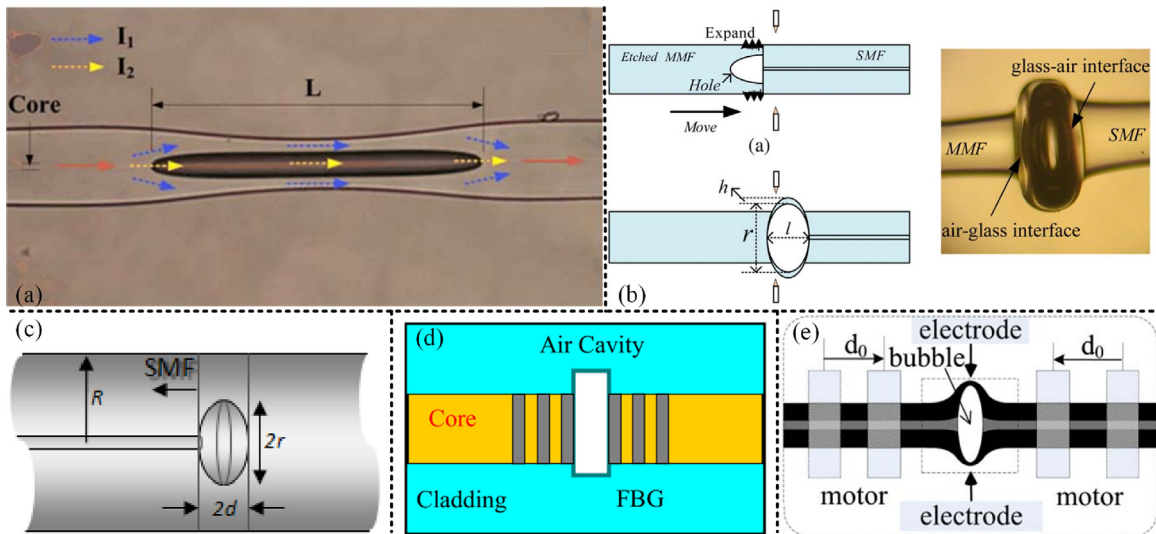 (a)
I₁
I₂
Core
L
Expand
Etched MMF
SMF
Hole
Move
(a)
h
r
l
(b)
glass-air interface
MMF
SMF
air-glass interface
(c)
SMF
R
2r
2d
(d)
Air Cavity
Core
Cladding
FBG
(e)
electrode
d₀
bubble
d₀
motor
motor
electrode